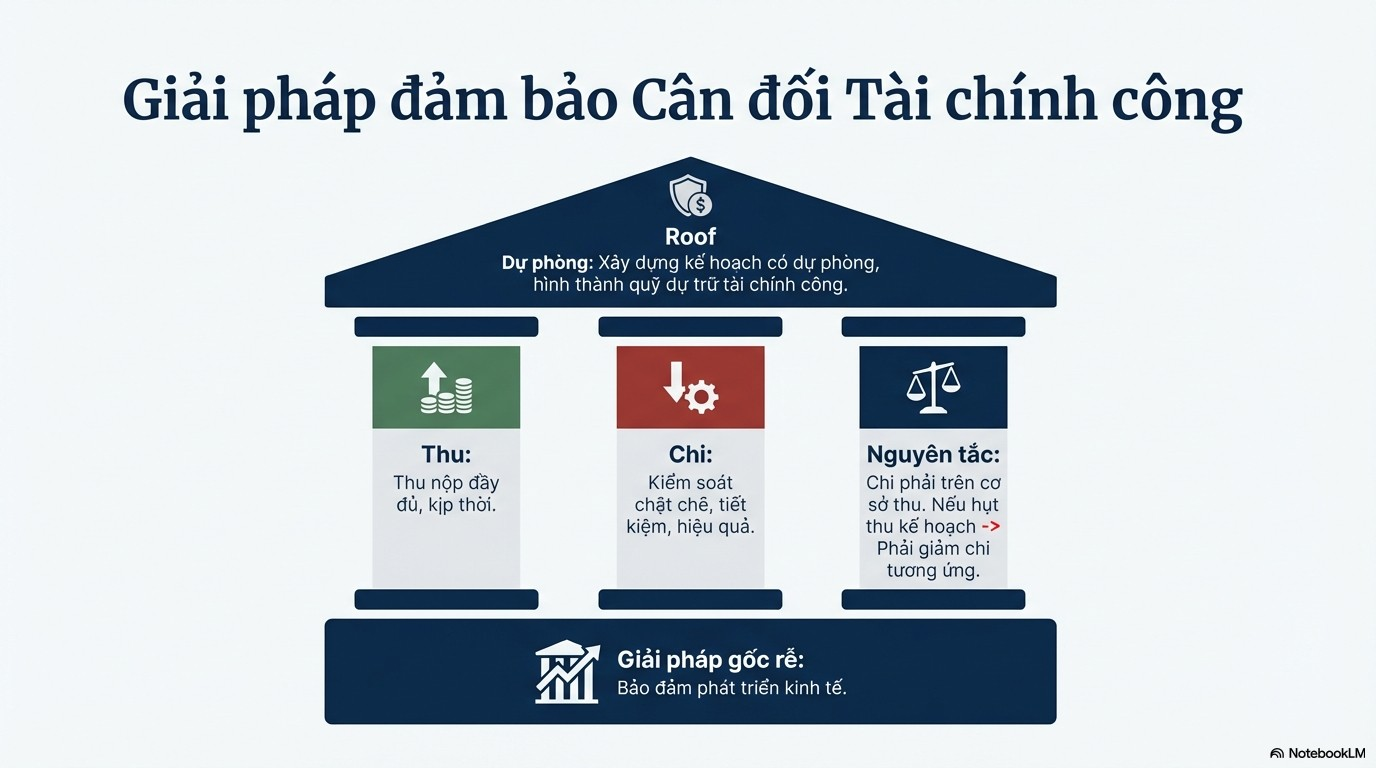 Giải pháp đảm bảo Cân đối Tài chính công
Roof
Dự phòng: Xây dựng kế hoạch có dự phòng,
hình thành quỹ dự trữ tài chính công.
Thu:
Thu nộp đầy
đủ, kịp thời.
Chi:
Kiểm soát
chặt chẽ, tiết
kiệm, hiệu quả.
Nguyên tắc:
Chi phải trên cơ
sở thu. Nếu hụt
thu kế hoạch ->
Phải giảm chi
tương ứng.
Giải pháp gốc rễ:
Bảo đảm phát triển kinh tế.
NotebookLM